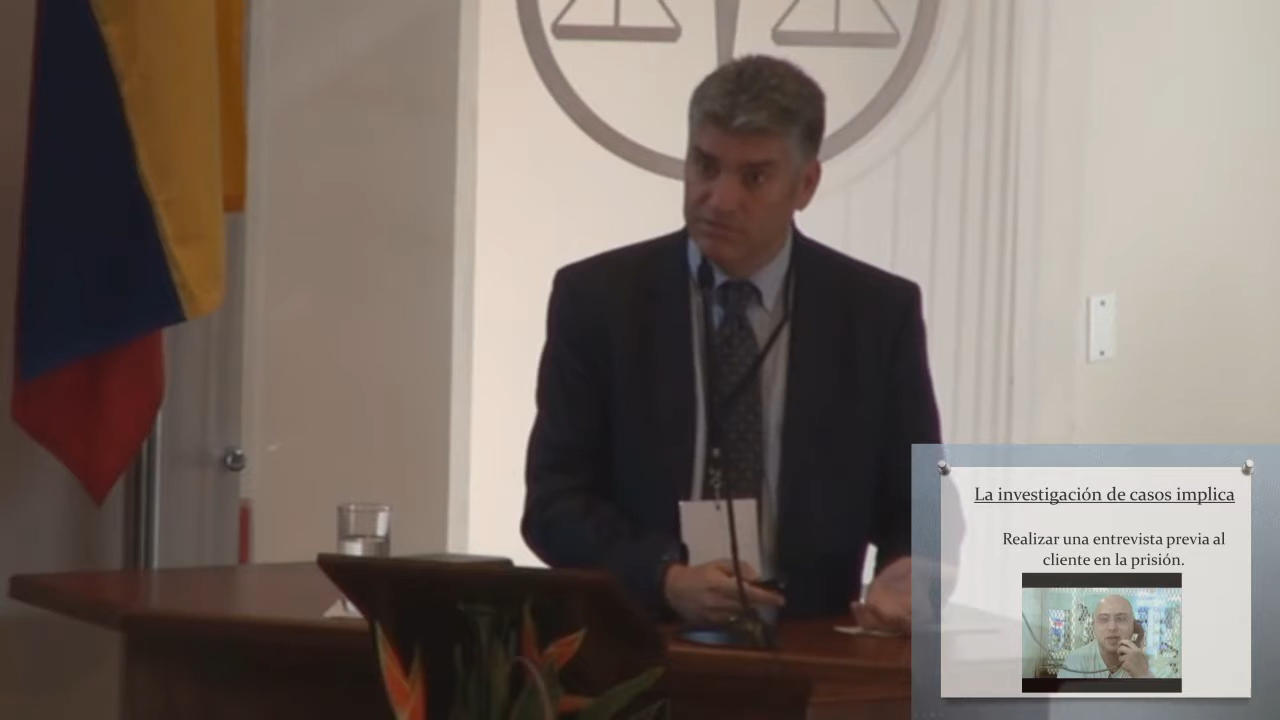 La investigación de casos implica
Realizar una entrevista previa al
cliente en la prisión.